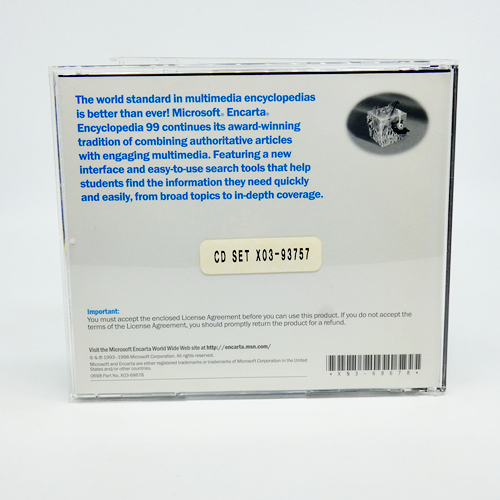 The world standard in multimedia encyclopedias
is better than ever! Microsoft® Encarta®
Encyclopedia 99 continues its award-winning
tradition of combining authoritative articles
with engaging multimedia. Featuring a new
interface and easy-to-use search tools that help
students find the information they need quickly
and easily, from broad topics to in-depth coverage.
CD SET X03-93757
Important:
You must accept the enclosed License Agreement before you can use this product. If you do not accept the
terms of the License Agreement, you should promptly return the product for a refund.
Visit the Microsoft Encarta World Wide Web site at http://encarta.msn.com/
© & ℗ 1993–1998 Microsoft Corporation. All rights reserved.
Microsoft and Encarta are either registered trademarks or trademarks of Microsoft Corporation in the United
States and/or other countries.
0698 Part No. X03-69878